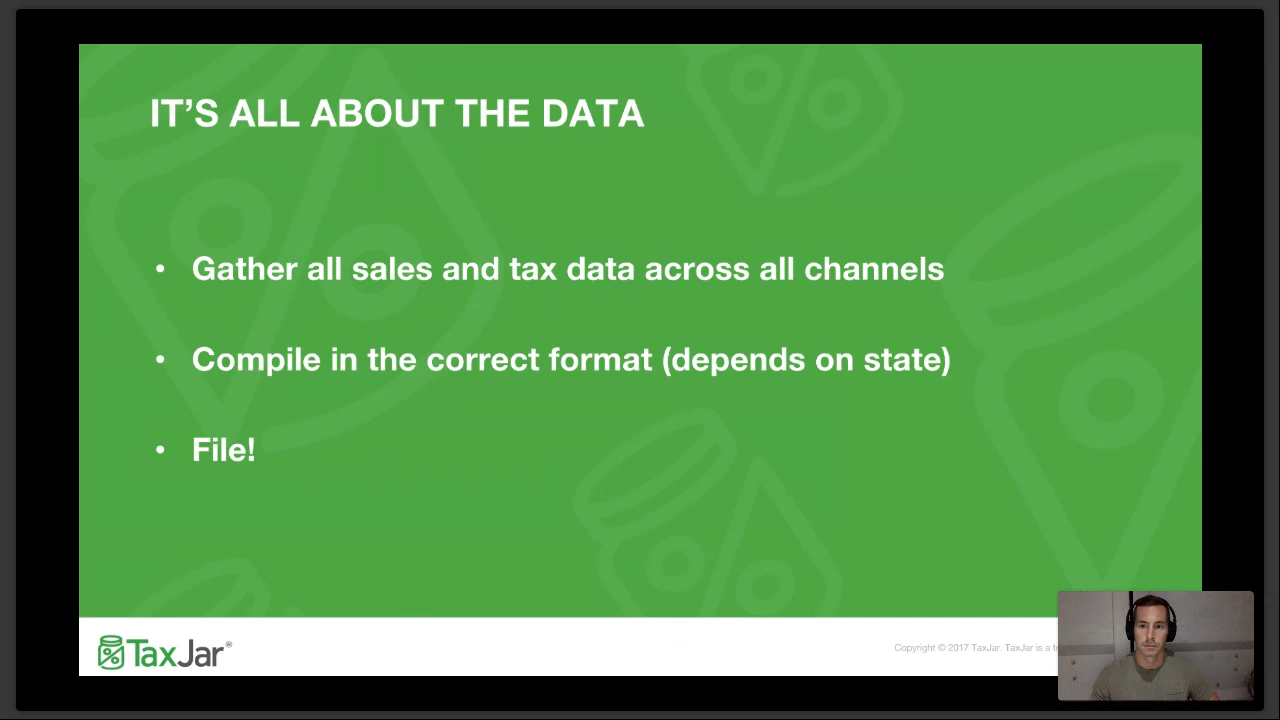 IT’S ALL ABOUT THE DATA
• Gather all sales and tax data across all channels
• Compile in the correct format (depends on state)
• File!
TaxJar®
Copyright © 2017 TaxJar. TaxJar is a